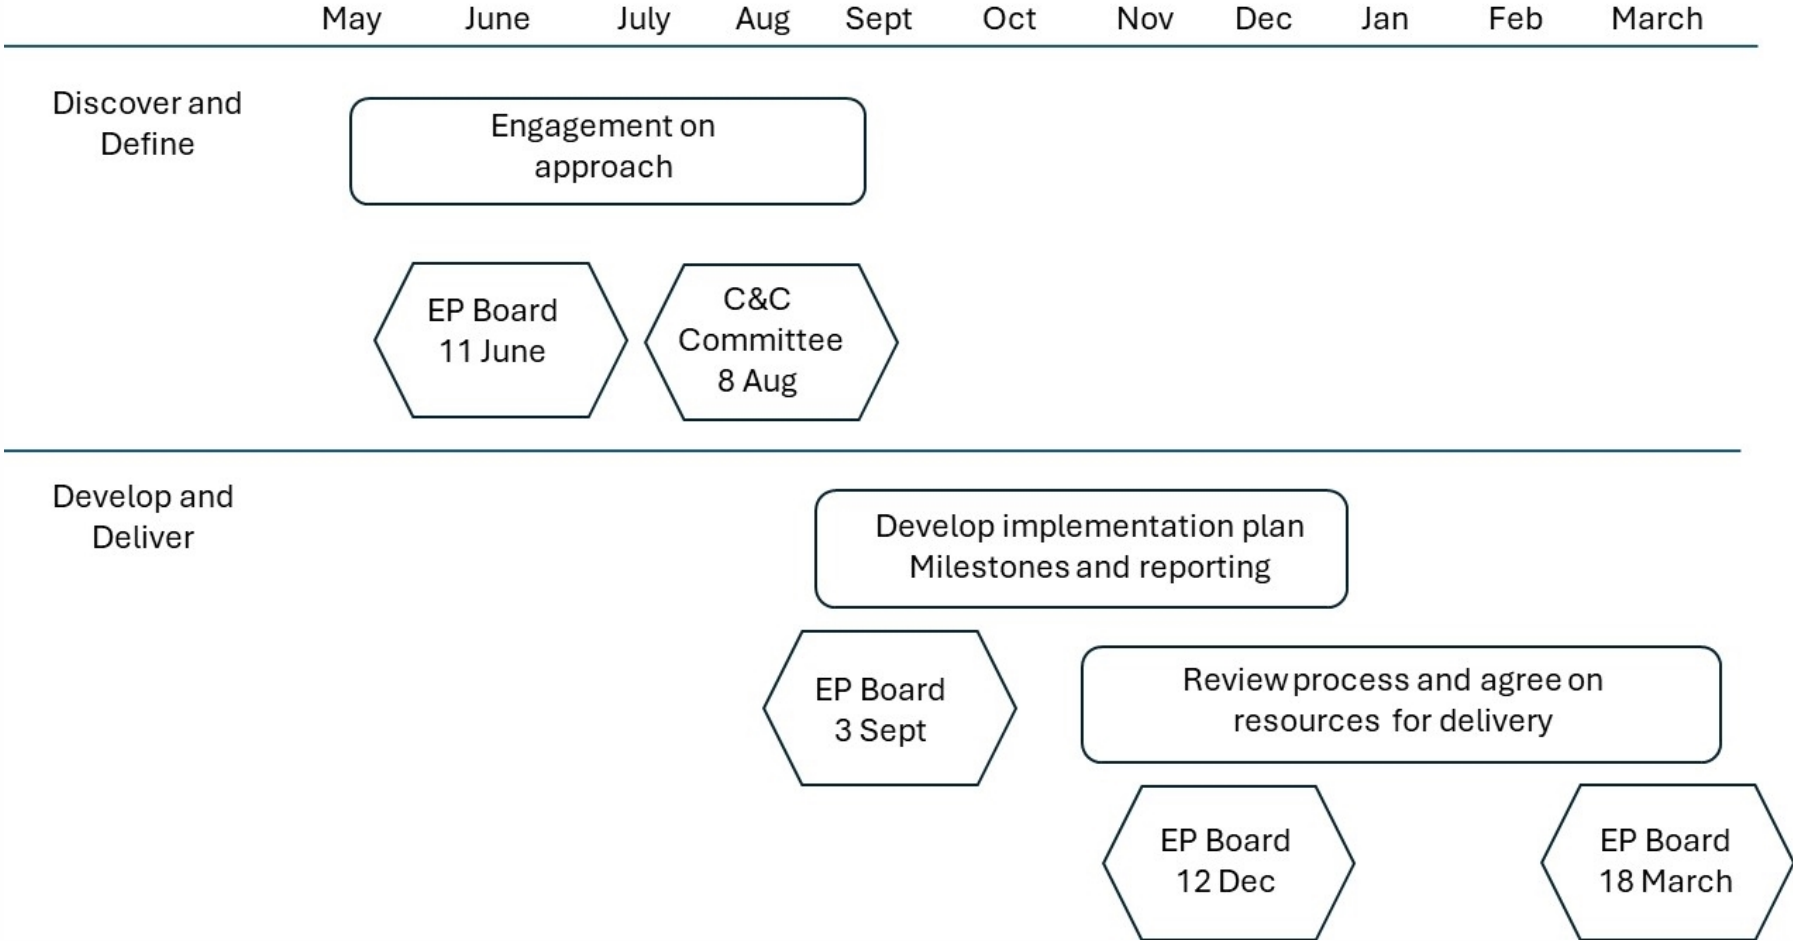 May June July Aug Sept Oct Nov Dec Jan Feb March
Discover and
Define
Engagement on
approach
EP Board
11 June
C&C
Committee
8 Aug
Develop and
Deliver
Develop implementation plan
Milestones and reporting
EP Board
3 Sept
Review process and agree on
resources for delivery
EP Board
12 Dec
EP Board
18 March